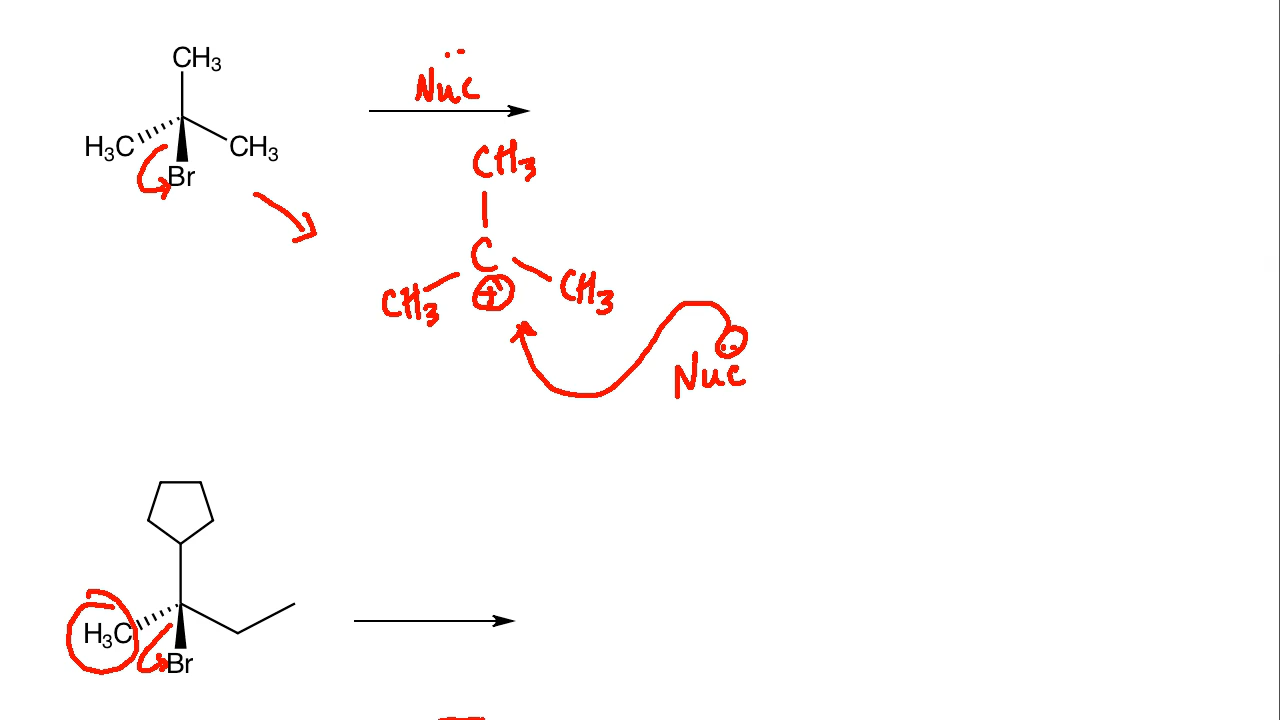 CH3
Nuc
H3C CH3
Br
CH3
C
CH3 + CH3
Nuc
H3C
Br